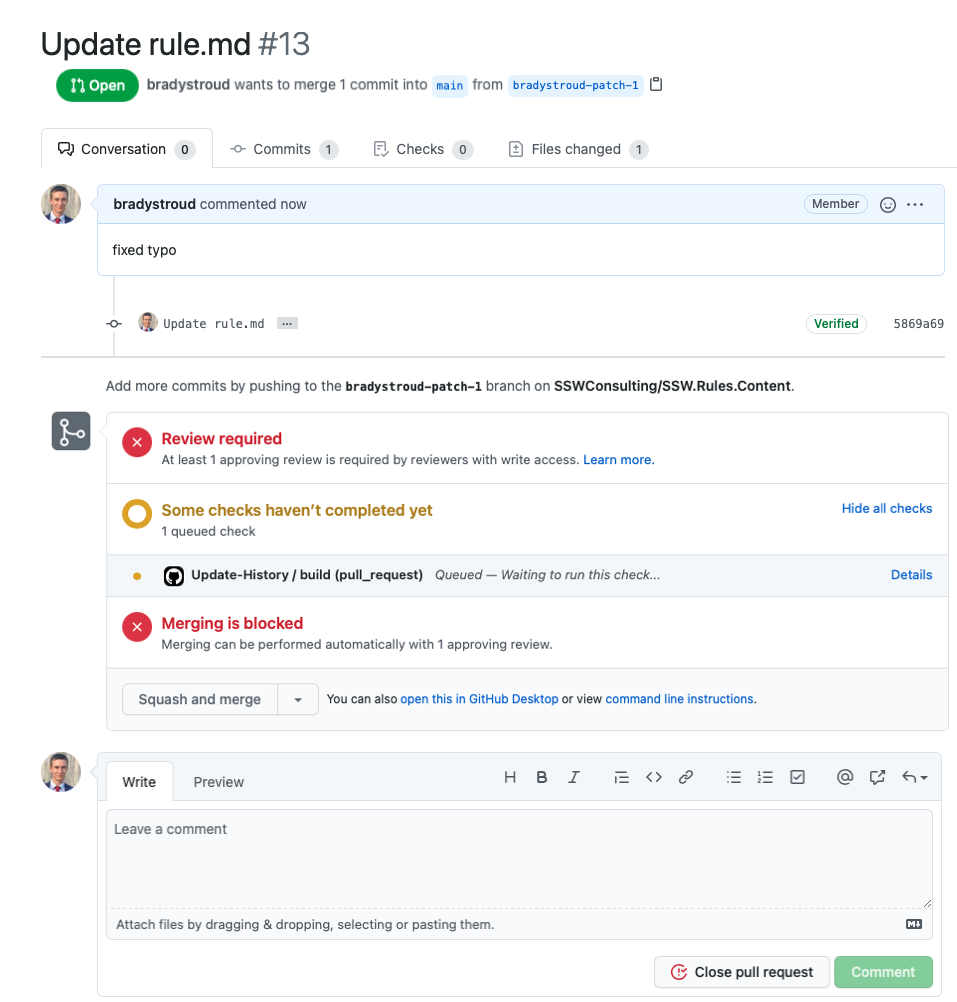 Update rule.md #13
Open bradystroud wants to merge 1 commit into main from bradystroud-patch-1
Conversation 0 Commits 1 Checks 0 Files changed 1
bradystroud commented now Member
fixed typo
Update rule.md … Verified 5869a69
Add more commits by pushing to the bradystroud-patch-1 branch on SSWConsulting/SSW.Rules.Content.
Review required
At least 1 approving review is required by reviewers with write access. Learn more.
Some checks haven’t completed yet Hide all checks
1 queued check
Update-History / build (pull_request) Queued — Waiting to run this check... Details
Merging is blocked
Merging can be performed automatically with 1 approving review.
Squash and merge You can also open this in GitHub Desktop or view command line instructions.
Write Preview
Leave a comment
Attach files by dragging & dropping, selecting or pasting them.
Close pull request Comment